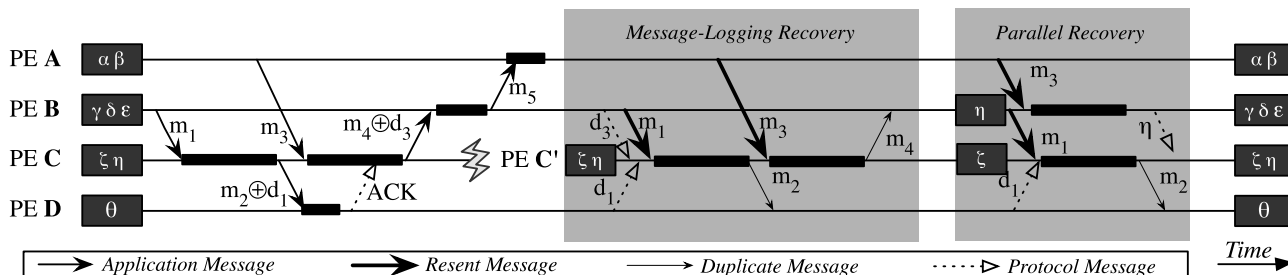 Message-Logging Recovery
Parallel Recovery
PE A
α β
m5
m3
α β
PE B
γ δ ε
m1
m3
m4⊕d3
d3
m1
m3
m4
η
m1
η
γ δ ε
PE C
ζ η
PE C'
ζ η
ζ
ζ η
m2⊕d1
ACK
d1
m2
d1
m2
PE D
θ
θ
Application Message
Resent Message
Duplicate Message
Protocol Message
Time